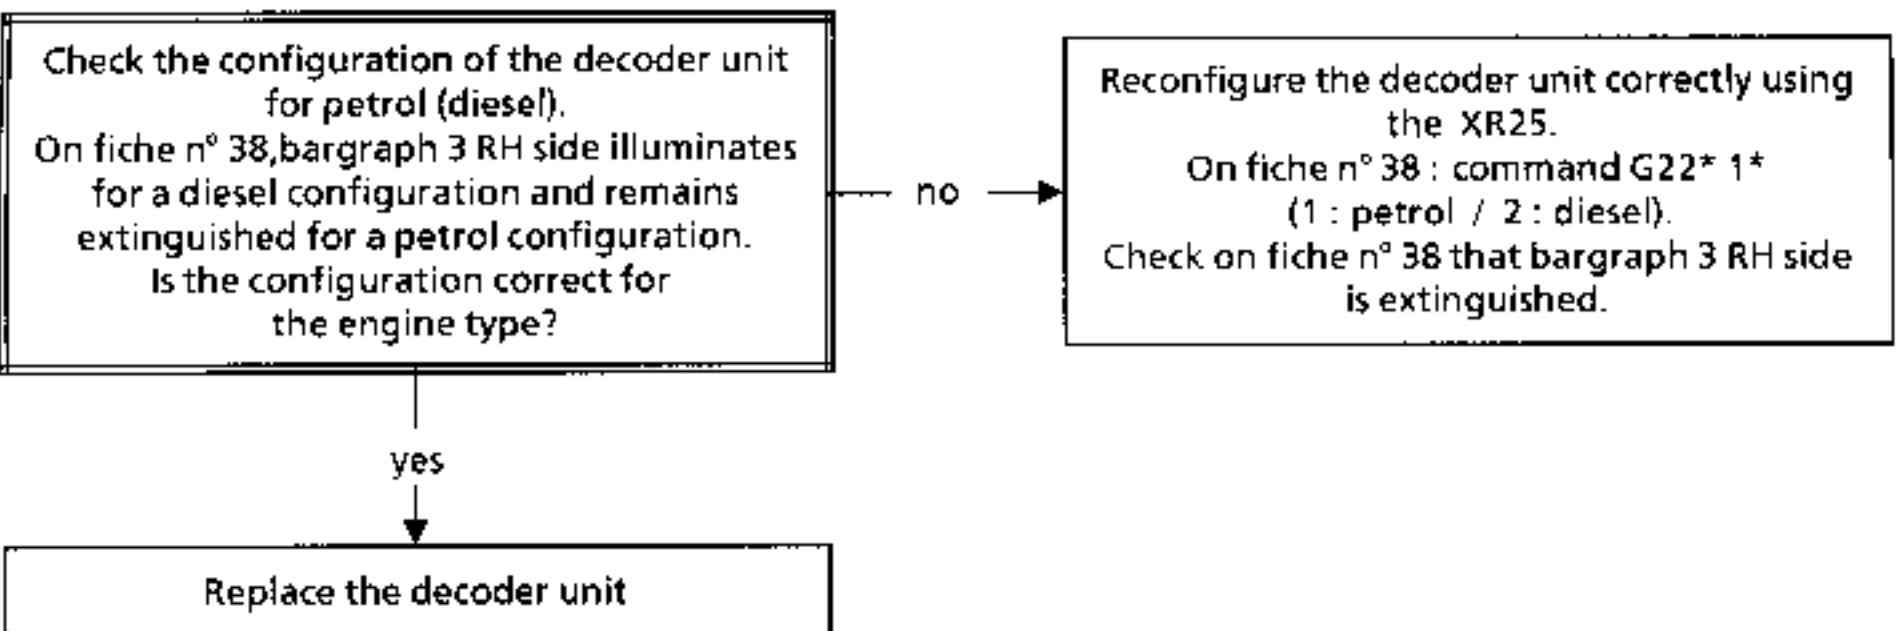 Check the configuration of the decoder unit
for petrol (diesel).
On fiche n° 38,bargraph 3 RH side illuminates
for a diesel configuration and remains
extinguished for a petrol configuration.
Is the configuration correct for
the engine type?
no
Reconfigure the decoder unit correctly using
the XR25.
On fiche n° 38 : command G22* 1*
(1 : petrol / 2 : diesel).
Check on fiche n° 38 that bargraph 3 RH side
is extinguished.
yes
Replace the decoder unit